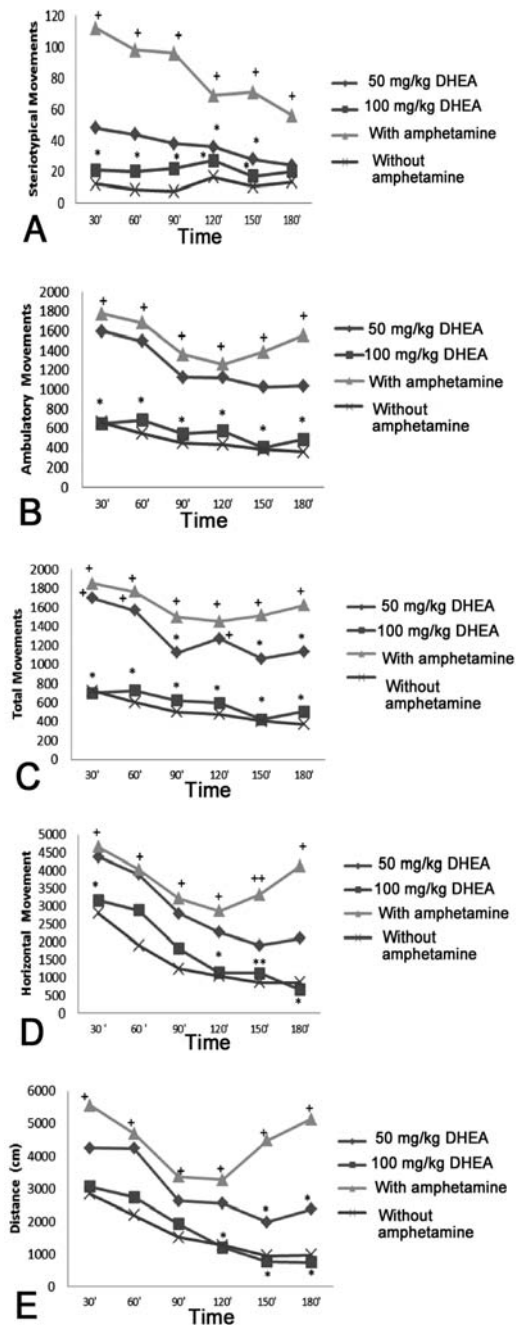 Steriotypical Movements
120
100
80
60
40
20
0
30' 60' 90' 120' 150' 180'
Time
A
50 mg/kg DHEA
100 mg/kg DHEA
With amphetamine
Without
amphetamine
+ + + + + +
* * * * * * *
Ambulatory Movements
2000
1800
1600
1400
1200
1000
800
600
400
200
0
30' 60' 90' 120' 150' 180'
Time
B
50 mg/kg DHEA
100 mg/kg DHEA
With amphetamine
Without
amphetamine
+ + + + + +
* * * * * *
Total Movements
2000
1800
1600
1400
1200
1000
800
600
400
200
0
30' 60' 90' 120' 150' 180'
Time
C
50 mg/kg DHEA
100 mg/kg DHEA
With amphetamine
Without
amphetamine
+ + + + + +
+ + * + * *
* * * * * *
Horizontal Movement
5000
4500
4000
3500
3000
2500
2000
1500
1000
500
0
30 ' 60 ' 90' 120' 150' 180'
Time
D
50 mg/kg DHEA
100 mg/kg DHEA
With amphetamine
Without
amphetamine
+ + + + ++ +
* * ** *
Distance (cm)
6000
5000
4000
3000
2000
1000
0
30' 60' 90' 120' 150' 180'
Time
E
50 mg/kg DHEA
100 mg/kg DHEA
With amphetamine
Without
amphetamine
+ + + + + +
* *
* * *